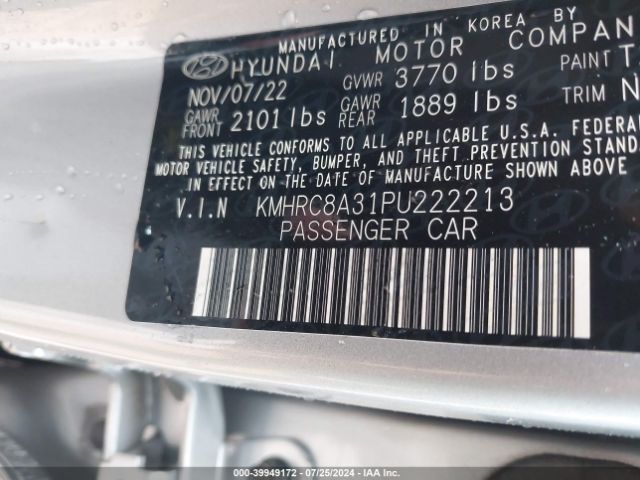 MANUFACTURED IN KOREA BY
HYUNDAI MOTOR COMPAN
NOV/07/22 GVWR 3770 lbs PAINT T
GAWR FRONT 2101 lbs GAWR REAR 1889 lbs TRIM N
THIS VEHICLE CONFORMS TO ALL APPLICABLE U.S.A. FEDERA
MOTOR VEHICLE SAFETY, BUMPER, AND THEFT PREVENTION STANDA
IN EFFECT ON THE DATE OF MANUFACTURE SHOWN ABOVE
V.I.N KMHRC8A31PU222213
PASSENGER CAR
000-39949172 | 07/25/2024 | IAA Inc.